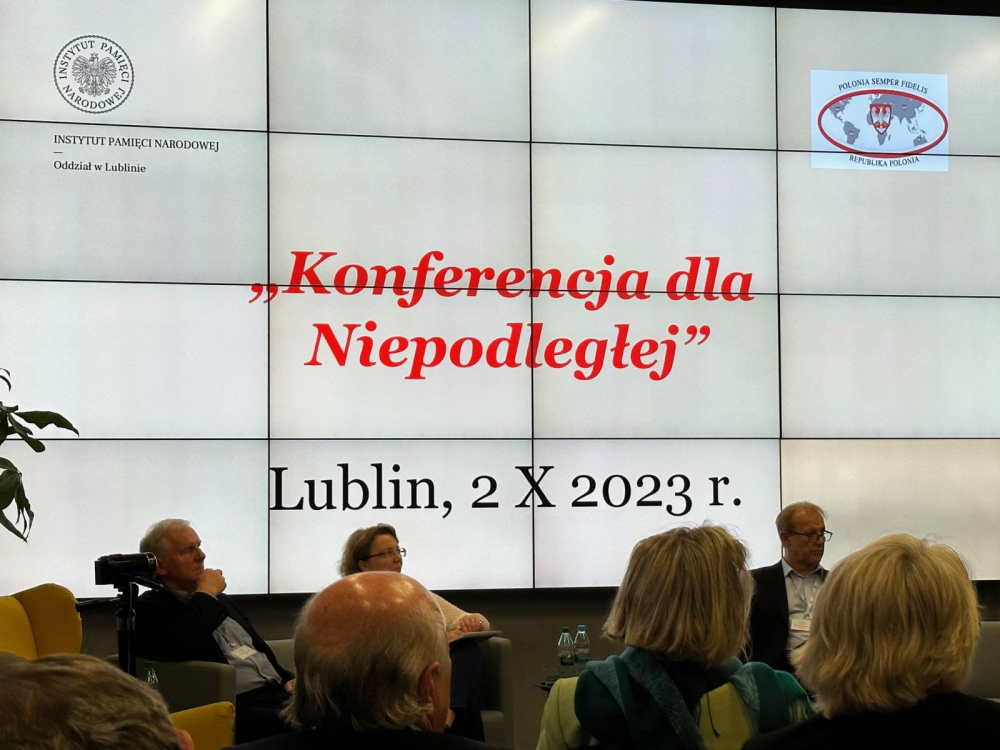 INSTYTUT PAMIĘCI NARODOWEJ
INSTYTUT PAMIĘCI NARODOWEJ
—
Oddział w Lublinie
POLONIA SEMPER FIDELIS
REPUBLIKA POLONIA
„Konferencja dla
Niepodległej”
Lublin, 2 X 2023 r.